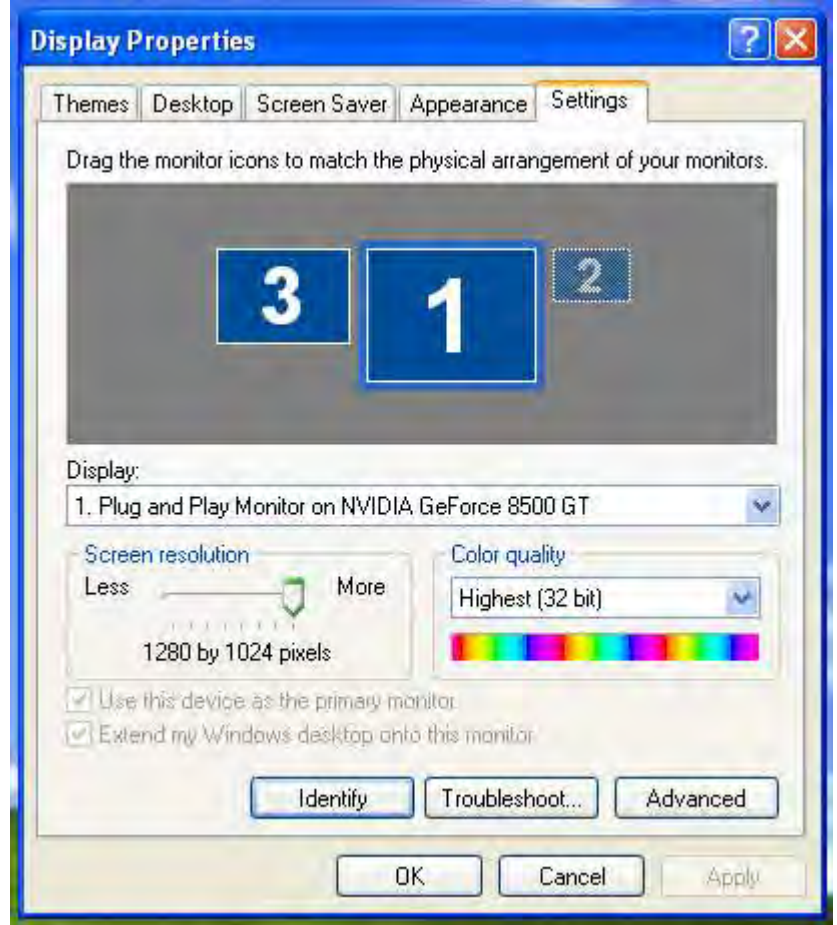 Display Properties
Themes Desktop Screen Saver Appearance Settings
Drag the monitor icons to match the physical arrangement of your monitors.
3 1 2
Display:
1. Plug and Play Monitor on NVIDIA GeForce 8500 GT
Screen resolution Color quality
Less More Highest (32 bit)
1280 by 1024 pixels
Use this device as the primary monitor.
Extend my Windows desktop onto this monitor.
Identify Troubleshoot... Advanced
OK Cancel Apply